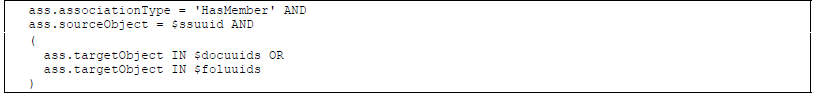 ass.associationType = 'HasMember' AND
ass.sourceObject = $ssuuid AND
(
  ass.targetObject IN $docuuids OR
  ass.targetObject IN $foluuids
)